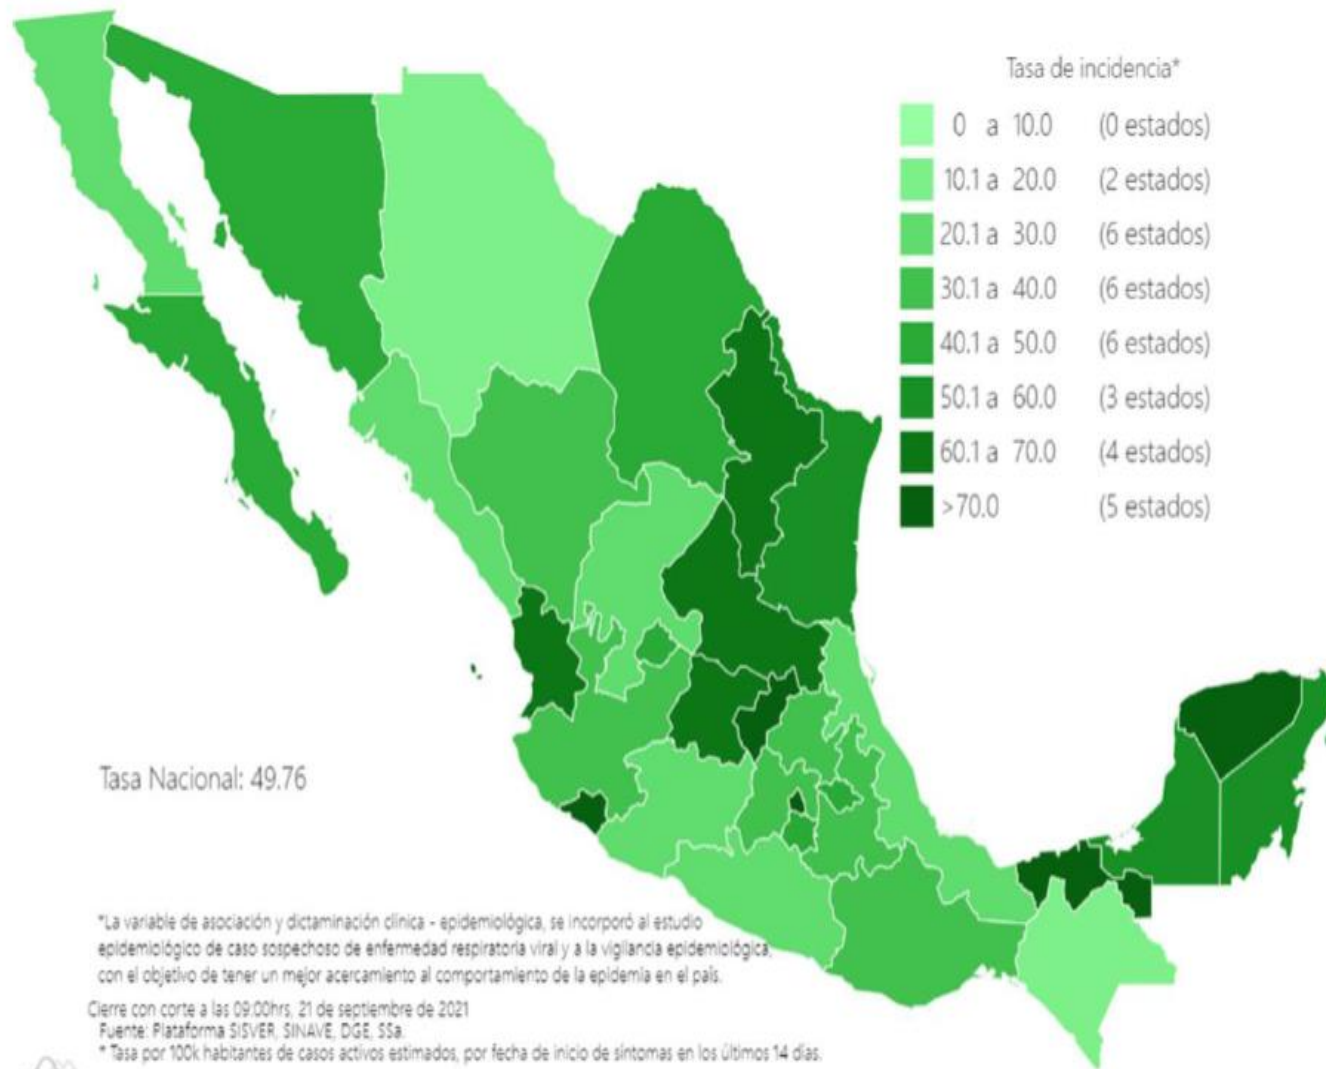 Tasa de incidencia*
0 a 10.0 (0 estados)
10.1 a 20.0 (2 estados)
20.1 a 30.0 (6 estados)
30.1 a 40.0 (6 estados)
40.1 a 50.0 (6 estados)
50.1 a 60.0 (3 estados)
60.1 a 70.0 (4 estados)
>70.0 (5 estados)
Tasa Nacional: 49.76
*La variable de asociación y dictaminación clínica - epidemiológica, se incorporó al estudio
epidemiológico de caso sospechoso de enfermedad respiratoria viral y a la vigilancia epidemiológica,
con el objetivo de tener un mejor acercamiento al comportamiento de la epidemia en el país.
Cierre con corte a las 09:00hrs, 21 de septiembre de 2021
Fuente: Plataforma SISVER, SINAVE, DGE, SSa.
* Tasa por 100k habitantes de casos activos estimados, por fecha de inicio de síntomas en los últimos 14 días.